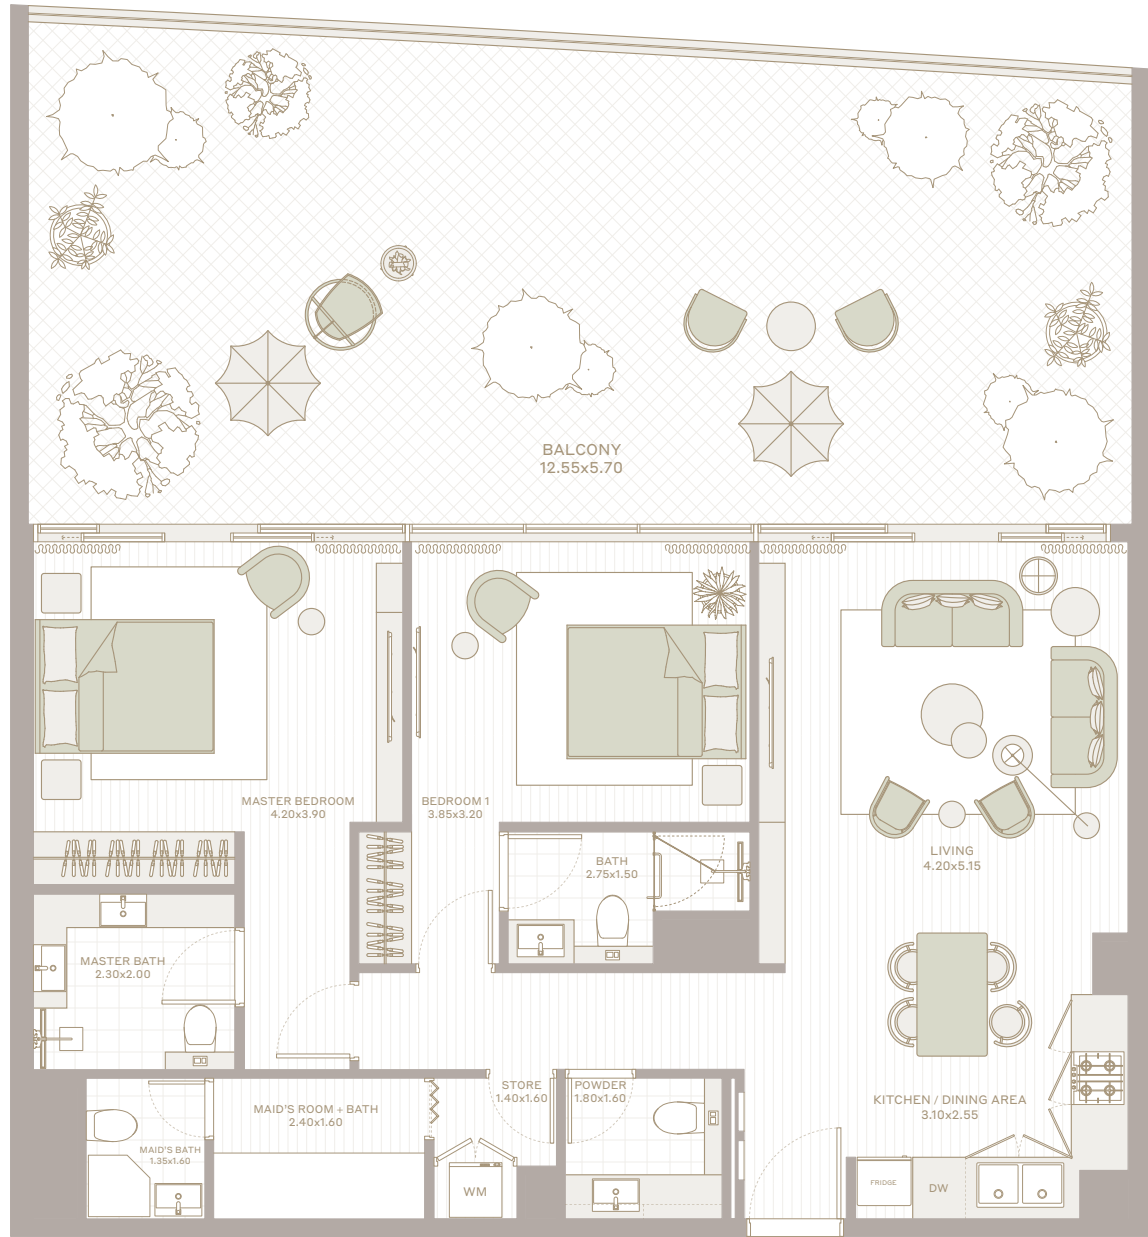 BALCONY
12.55x5.70
MASTER BEDROOM
4.20x3.90
BEDROOM 1
3.85x3.20
BATH
2.75x1.50
LIVING
4.20x5.15
MASTER BATH
2.30x2.00
STORE
1.40x1.60
POWDER
1.80x1.60
KITCHEN / DINING AREA
3.10x2.55
MAID'S ROOM + BATH
2.40x1.60
MAID'S BATH
1.35x1.60
WM
FRIDGE
DW